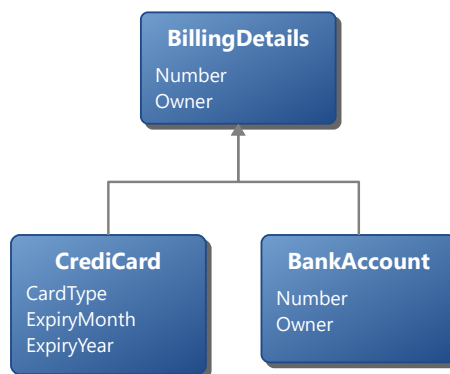 BillingDetails
Number
Owner
CrediCard
CardType
ExpiryMonth
ExpiryYear
BankAccount
Number
Owner